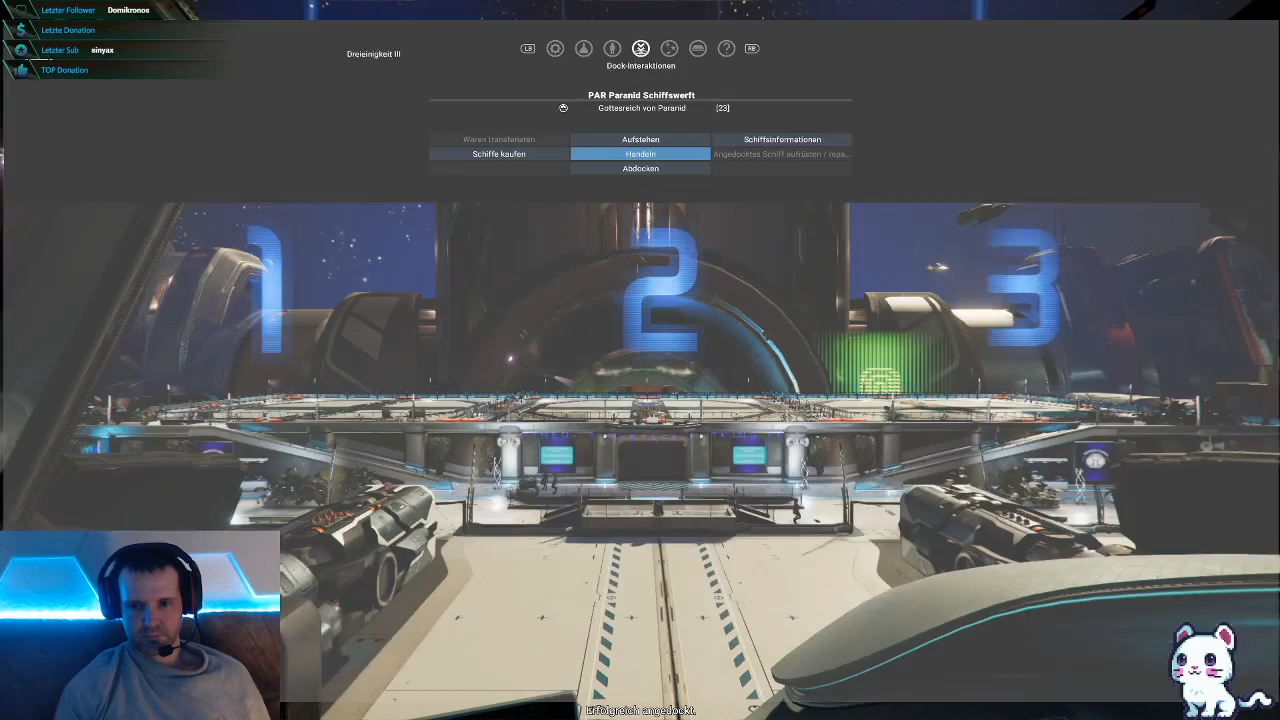 Letzter Follower Domikronos
Letzte Donation
Letzter Sub sinyax
TOP Donation
Dreieinigkeit III
LB
RB
Dock-Interaktionen
PAR Paranid Schiffswerft
Gottesreich von Paranid [23]
Waren transferieren Aufstehen Schiffsinformationen
Schiffe kaufen Handeln Angedocktes Schiff aufrüsten / repa...
Abdocken
1 2 3
Erfolgreich angedockt.